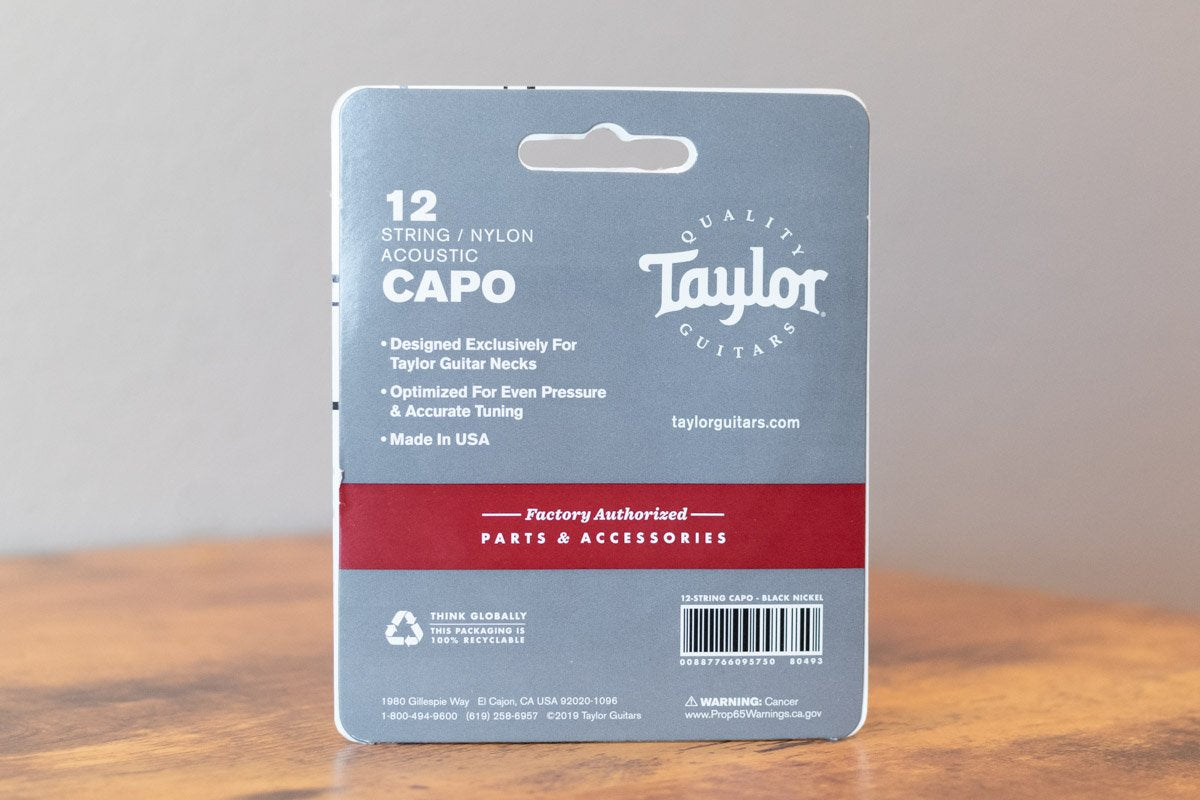 12
STRING / NYLON
ACOUSTIC
CAPO
• Designed Exclusively For
Taylor Guitar Necks
• Optimized For Even Pressure
& Accurate Tuning
• Made In USA
QUALITY
Taylor®
GUITARS
taylorguitars.com
Factory Authorized
PARTS & ACCESSORIES
THINK GLOBALLY
THIS PACKAGING IS
100% RECYCLABLE
12-STRING CAPO - BLACK NICKEL
00887766095750 80493
1980 Gillespie Way El Cajon, CA USA 92020-1096
1-800-494-9600 (619) 258-6957 ©2019 Taylor Guitars
⚠ WARNING: Cancer
www.Prop65Warnings.ca.gov